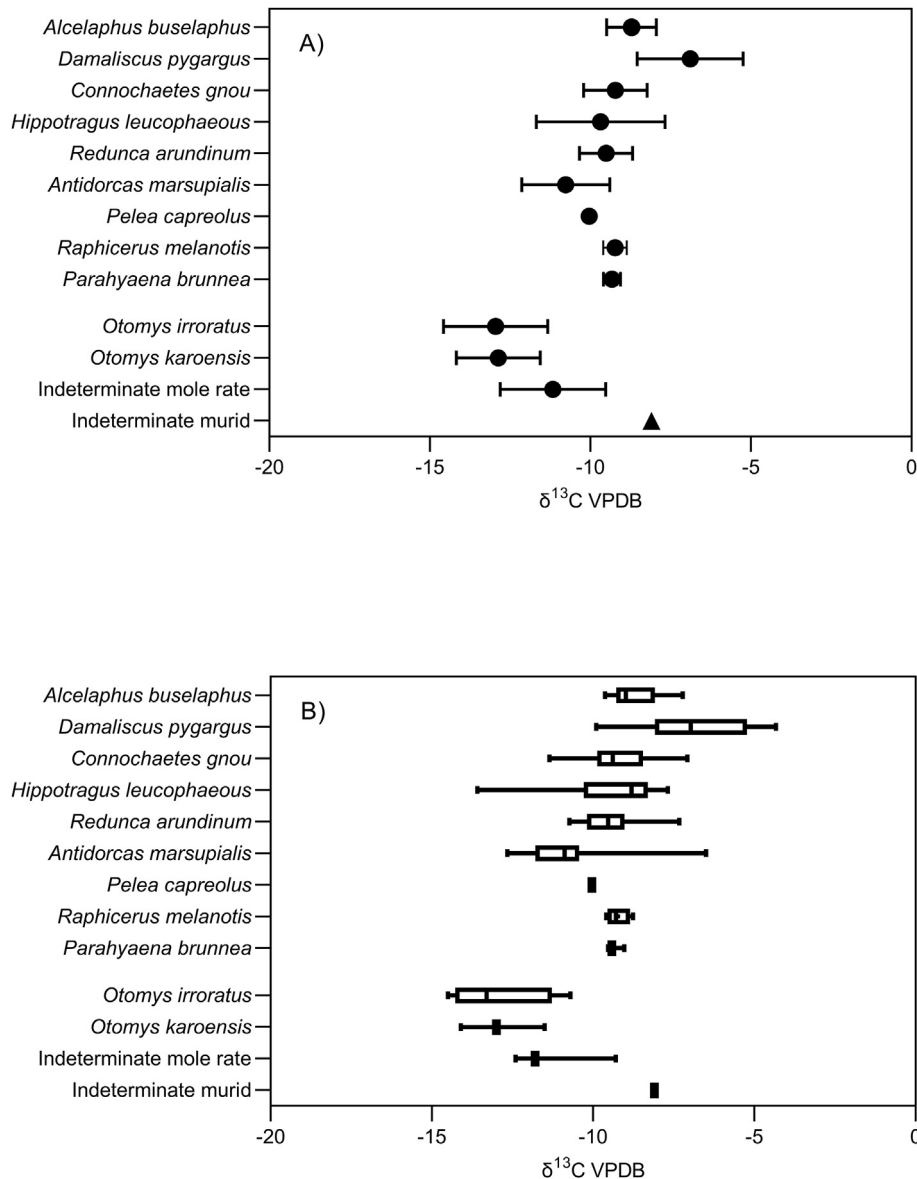 A)
Alcelaphus buselaphus
Damaliscus pygargus
Connochaetes gnou
Hippotragus leucophaeous
Redunca arundinum
Antidorcas marsupialis
Pelea capreolus
Raphicerus melanotis
Parahyaena brunnea
Otomys irroratus
Otomys karoensis
Indeterminate mole rate
Indeterminate murid
-20 -15 -10 -5 0
δ¹³C VPDB
B)
Alcelaphus buselaphus
Damaliscus pygargus
Connochaetes gnou
Hippotragus leucophaeous
Redunca arundinum
Antidorcas marsupialis
Pelea capreolus
Raphicerus melanotis
Parahyaena brunnea
Otomys irroratus
Otomys karoensis
Indeterminate mole rate
Indeterminate murid
-20 -15 -10 -5 0
δ¹³C VPDB